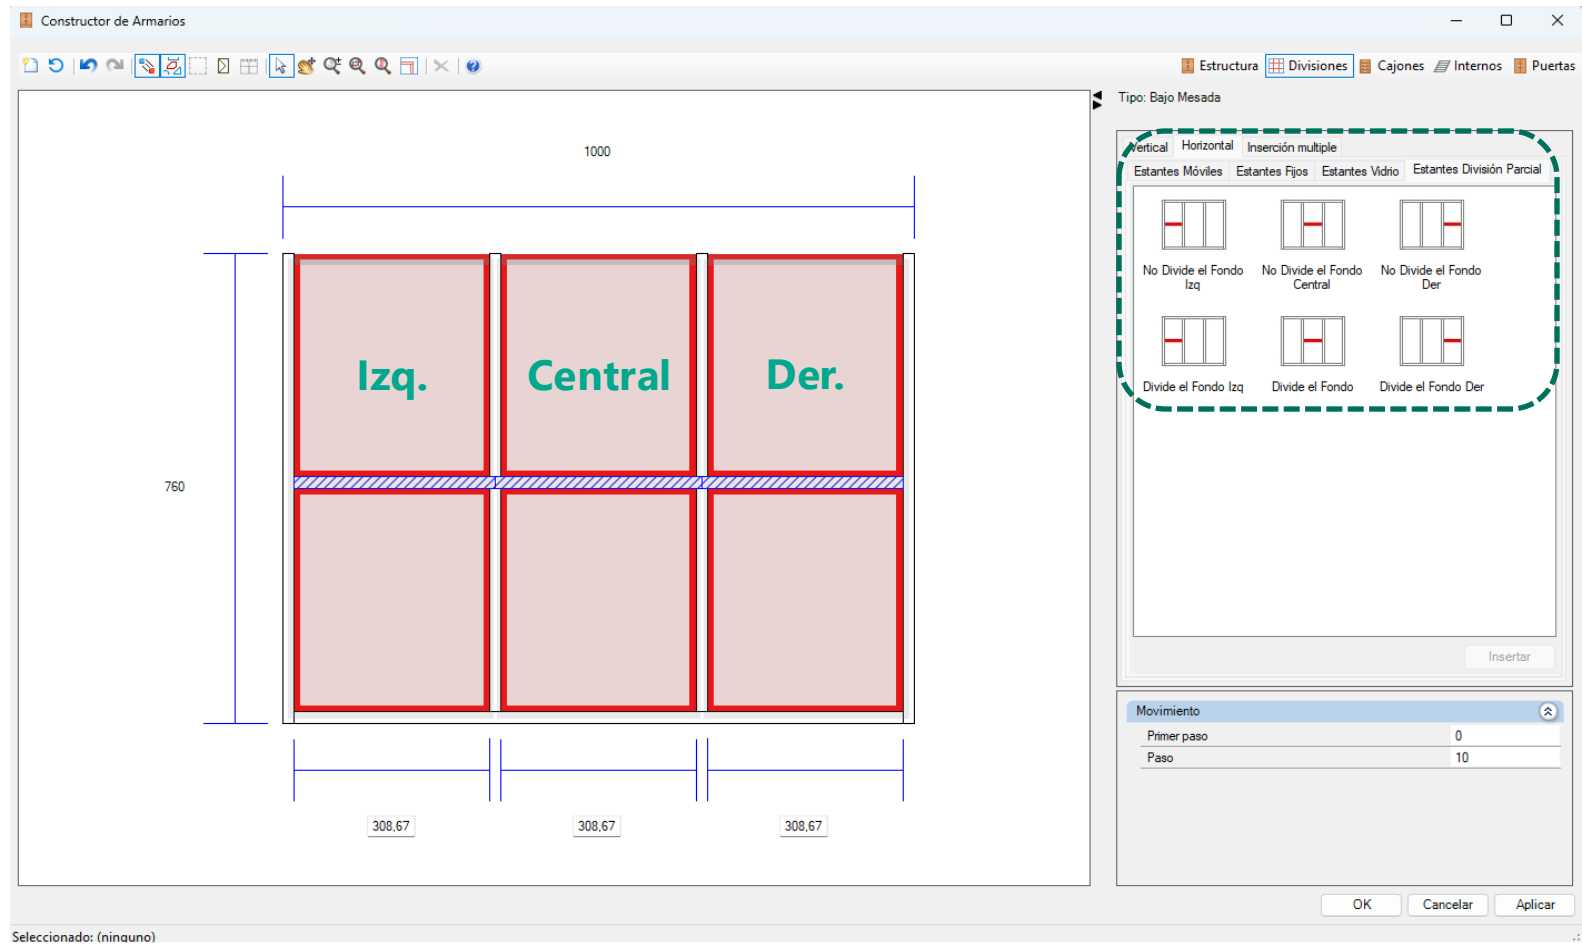 Constructor de Armarios
Estructura Divisiones Cajones Internos Puertas
Tipo: Bajo Mesada
Vertical Horizontal Inserción multiple
Estantes Móviles Estantes Fijos Estantes Vidrio Estantes División Parcial
No Divide el Fondo Izq
No Divide el Fondo Central
No Divide el Fondo Der
Divide el Fondo Izq Divide el Fondo Divide el Fondo Der
Insertar
1000
Izq. Central Der.
760
308,67 308,67 308,67
Movimiento
Primer paso 0
Paso 10
OK Cancelar Aplicar
Seleccionado: (ninguno)